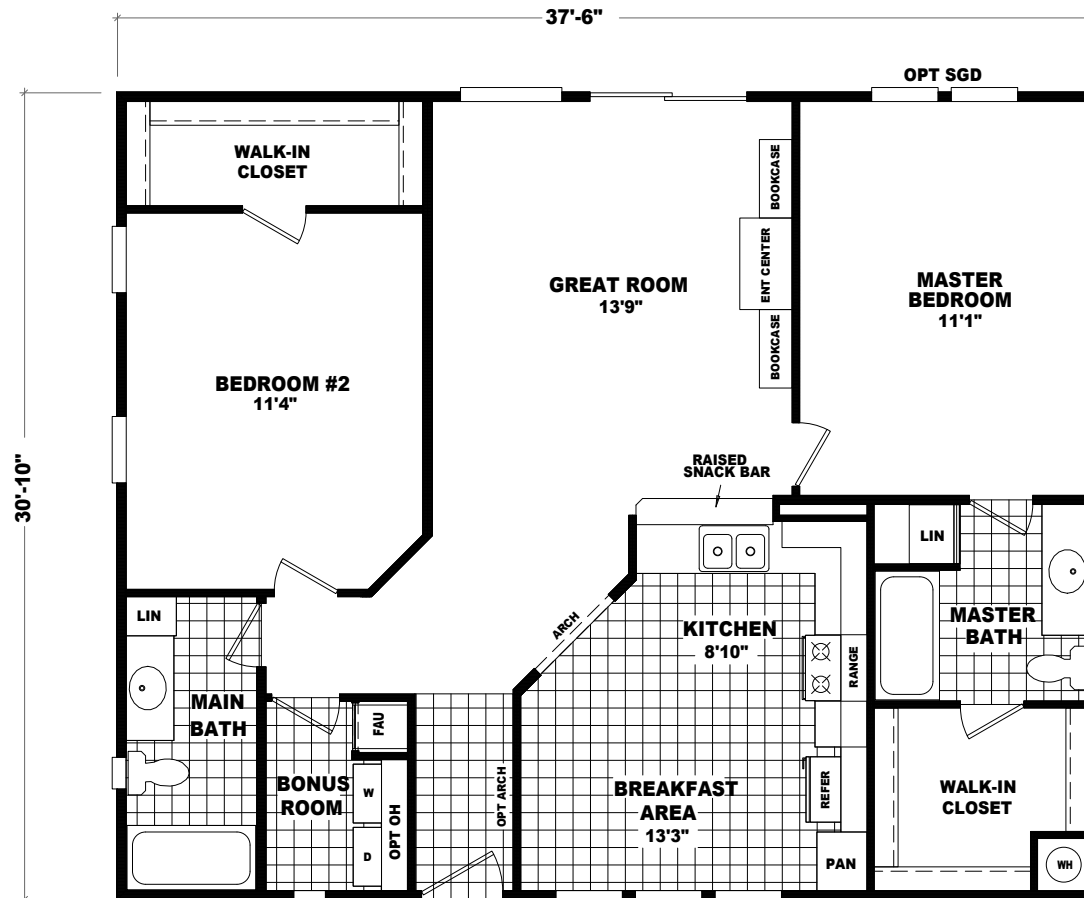 37'-6"
OPT SGD
WALK-IN
CLOSET
BOOKCASE
ENT CENTER
BOOKCASE
GREAT ROOM
13'9"
MASTER
BEDROOM
11'1"
BEDROOM #2
11'4"
30'-10"
RAISED
SNACK BAR
LIN
LIN
ARCH
KITCHEN
8'10"
RANGE
MASTER
BATH
MAIN
BATH
FAU
BONUS
ROOM
W
D
OPT OH
OPT ARCH
BREAKFAST
AREA
13'3"
REFER
PAN
WALK-IN
CLOSET
WH